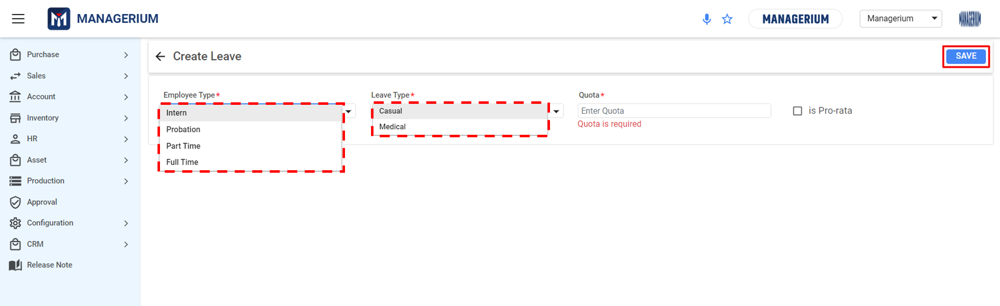 MANAGERIUM
MANAGERIUM
Managerium
MANAGERIUM
Purchase
Sales
Account
Inventory
HR
Asset
Production
Approval
Configuration
CRM
Release Note
Create Leave
SAVE
Employee Type*
Intern
Probation
Part Time
Full Time
Leave Type*
Casual
Medical
Quota*
Enter Quota
Quota is required
is Pro-rata